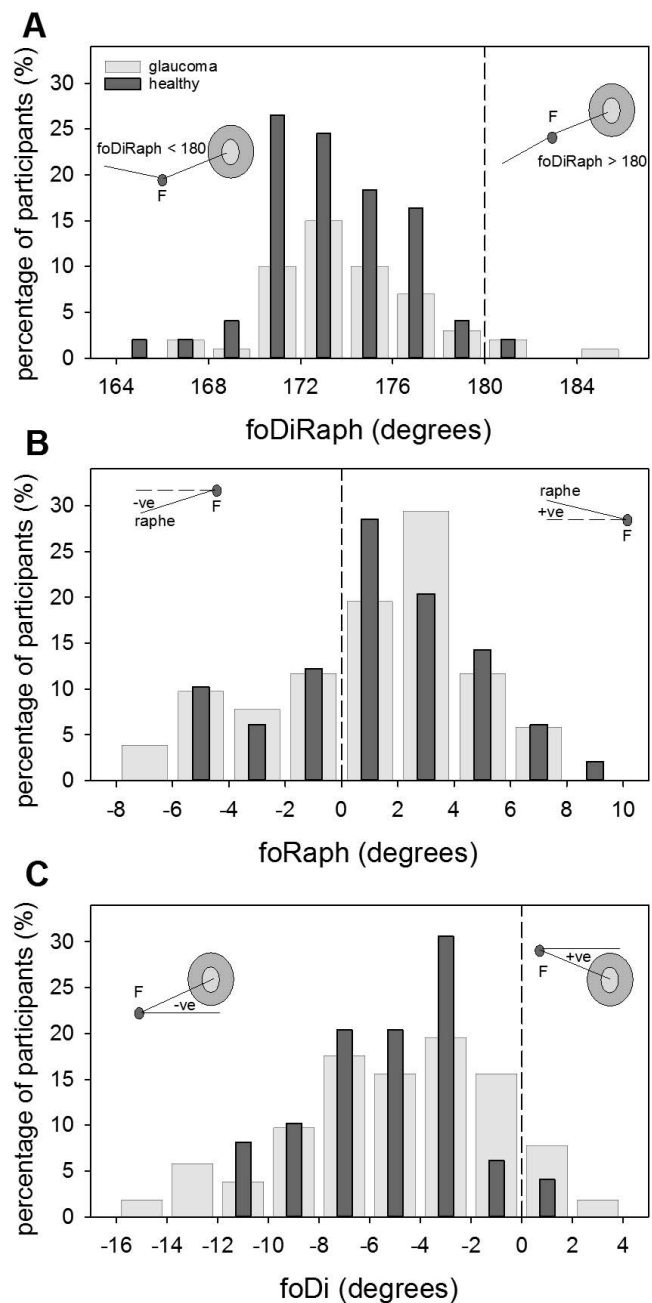 A
percentage of participants (%)
30
25
20
15
10
5
0
glaucoma
healthy
foDiRaph < 180
F
F
foDiRaph > 180
164 168 172 176 180 184
foDiRaph (degrees)
B
percentage of participants (%)
30
25
20
15
10
5
0
-ve
raphe
F
raphe
+ve
F
-8 -6 -4 -2 0 2 4 6 8 10
foRaph (degrees)
C
percentage of participants (%)
30
25
20
15
10
5
0
F
-ve
+ve
F
-16 -14 -12 -10 -8 -6 -4 -2 0 2 4
foDi (degrees)